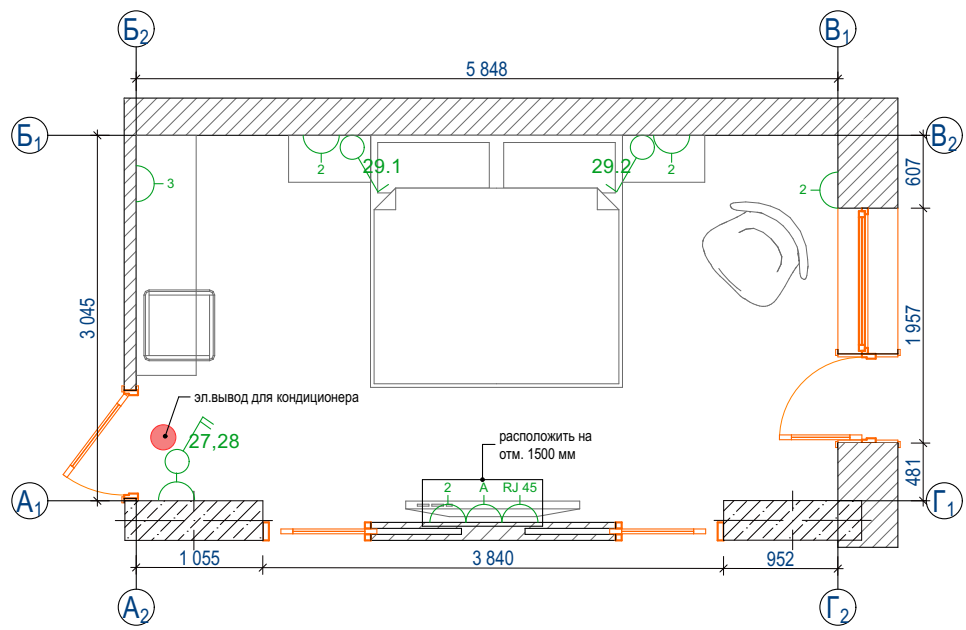 Б2
В1
5 848
Б1
В2
29.1
29.2
2
2
3
2
607
3 045
1 957
эл.вывод для кондиционера
27,28
расположить на
отм. 1500 мм
2
A
RJ 45
481
А1
Г1
1 055
3 840
952
А2
Г2